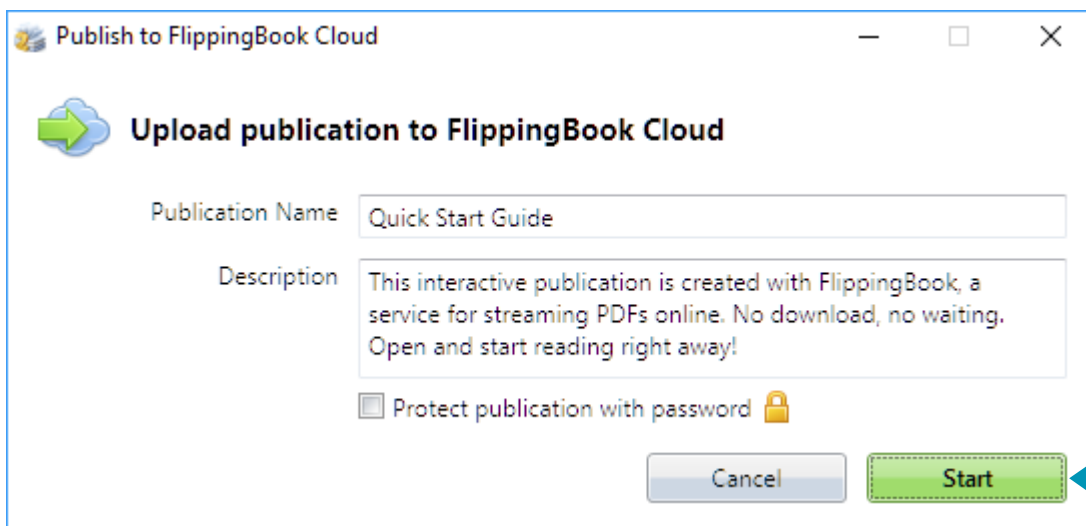 Publish to FlippingBook Cloud
Upload publication to FlippingBook Cloud
Publication Name
Quick Start Guide
Description
This interactive publication is created with FlippingBook, a
service for streaming PDFs online. No download, no waiting.
Open and start reading right away!
Protect publication with password
Cancel
Start